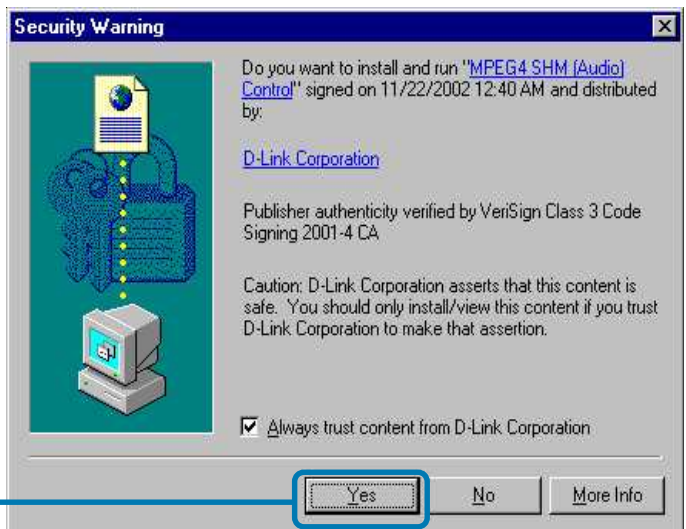 Security Warning
Do you want to install and run "MPEG4 SHM (Audio)
Control" signed on 11/22/2002 12:40 AM and distributed
by:
D-Link Corporation
Publisher authenticity verified by VeriSign Class 3 Code
Signing 2001-4 CA
Caution: D-Link Corporation asserts that this content is
safe. You should only install/view this content if you trust
D-Link Corporation to make that assertion.
Always trust content from D-Link Corporation
Yes No More Info